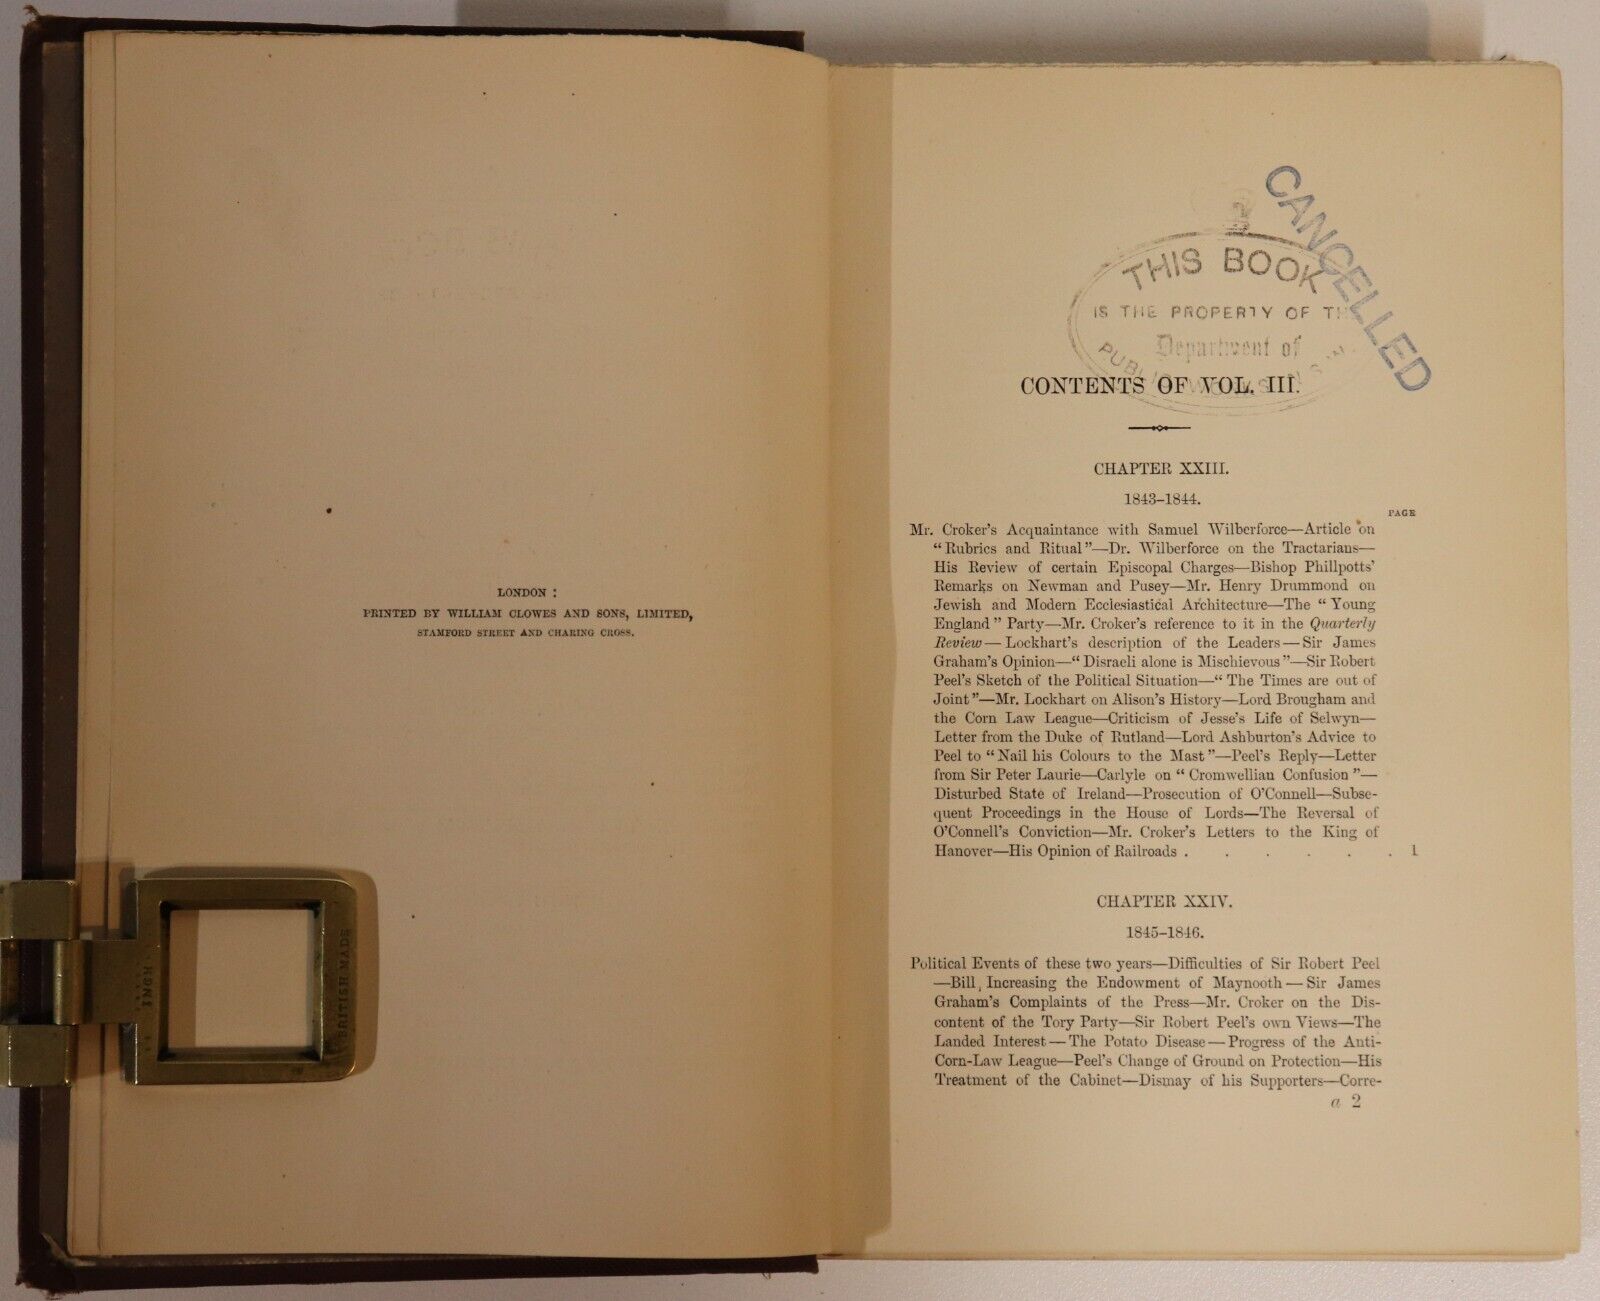 LONDON :
PRINTED BY WILLIAM CLOWES AND SONS, LIMITED,
STAMFORD STREET AND CHARING CROSS.
BRITISH MADE
CANCELLED
THIS BOOK
IS THE PROPERTY OF
Department of
CONTENTS OF VOL. III.
CHAPTER XXIII.
1843-1844.
PAGE
Mr. Croker's Acquaintance with Samuel Wilberforce—Article on
“Rubrics and Ritual”—Dr. Wilberforce on the Tractarians—
His Review of certain Episcopal Charges—Bishop Phillpotts'
Remarks on Newman and Pusey—Mr. Henry Drummond on
Jewish and Modern Ecclesiastical Architecture—The “Young
England” Party—Mr. Croker's reference to it in the Quarterly
Review—Lockhart's description of the Leaders—Sir James
Graham's Opinion—“Disraeli alone is Mischievous”—Sir Robert
Peel's Sketch of the Political Situation—“The Times are out of
Joint”—Mr. Lockhart on Alison's History—Lord Brougham and
the Corn Law League—Criticism of Jesse's Life of Selwyn—
Letter from the Duke of Rutland—Lord Ashburton's Advice to
Peel to “Nail his Colours to the Mast”—Peel's Reply—Letter
from Sir Peter Laurie—Carlyle on “Cromwellian Confusion”—
Disturbed State of Ireland—Prosecution of O'Connell—Subse-
quent Proceedings in the House of Lords—The Reversal of
O'Connell's Conviction—Mr. Croker's Letters to the King of
Hanover—His Opinion of Railroads . . . . . . 1
CHAPTER XXIV.
1845-1846.
Political Events of these two years—Difficulties of Sir Robert Peel
—Bill Increasing the Endowment of Maynooth—Sir James
Graham's Complaints of the Press—Mr. Croker on the Dis-
content of the Tory Party—Sir Robert Peel's own Views—The
Landed Interest—The Potato Disease—Progress of the Anti-
Corn-Law League—Peel's Change of Ground on Protection—His
Treatment of the Cabinet—Dismay of his Supporters—Corre-
a 2